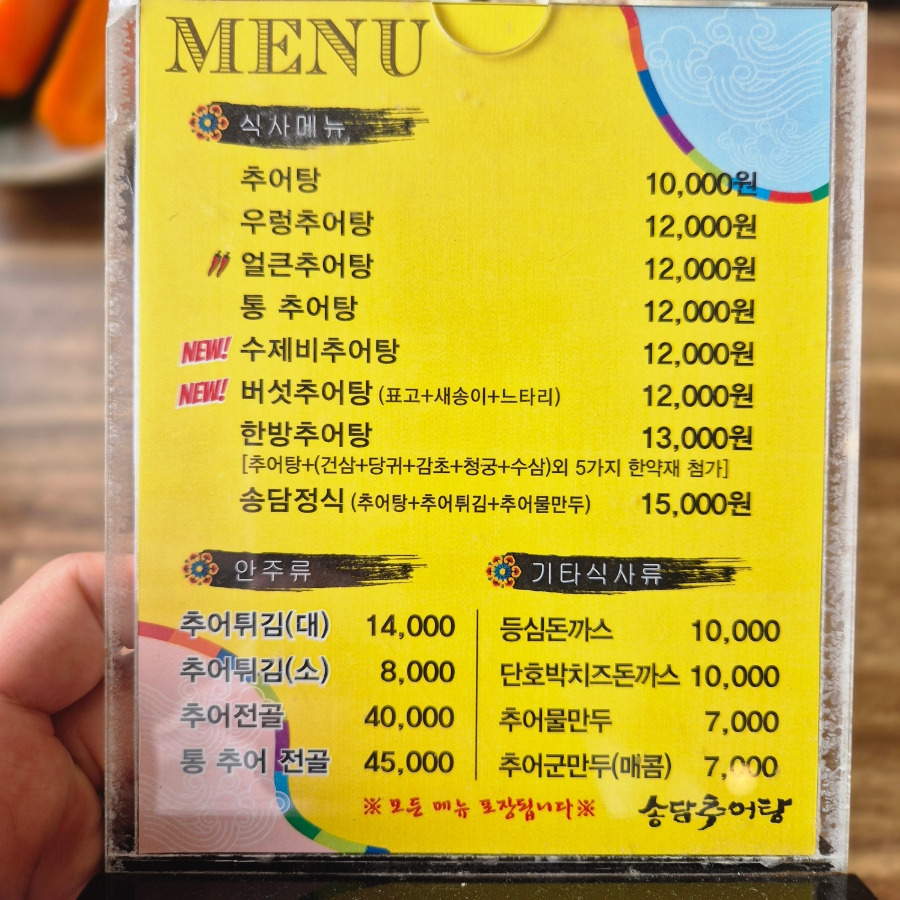 MENU
식사메뉴
추어탕 10,000원
우렁추어탕 12,000원
얼큰추어탕 12,000원
통 추어탕 12,000원
NEW! 수제비추어탕 12,000원
NEW! 버섯추어탕 (표고+새송이+느타리) 12,000원
한방추어탕 13,000원
[추어탕+(건삼+당귀+감초+청궁+수삼)외 5가지 한약재 첨가]
송담정식 (추어탕+추어튀김+추어물만두) 15,000원
안주류
추어튀김(대) 14,000
추어튀김(소) 8,000
추어전골 40,000
통 추어 전골 45,000
기타식사류
등심돈까스 10,000
단호박치즈돈까스 10,000
추어물만두 7,000
추어군만두(매콤) 7,000
※ 모든 메뉴 포장됩니다 ※
송담추어탕